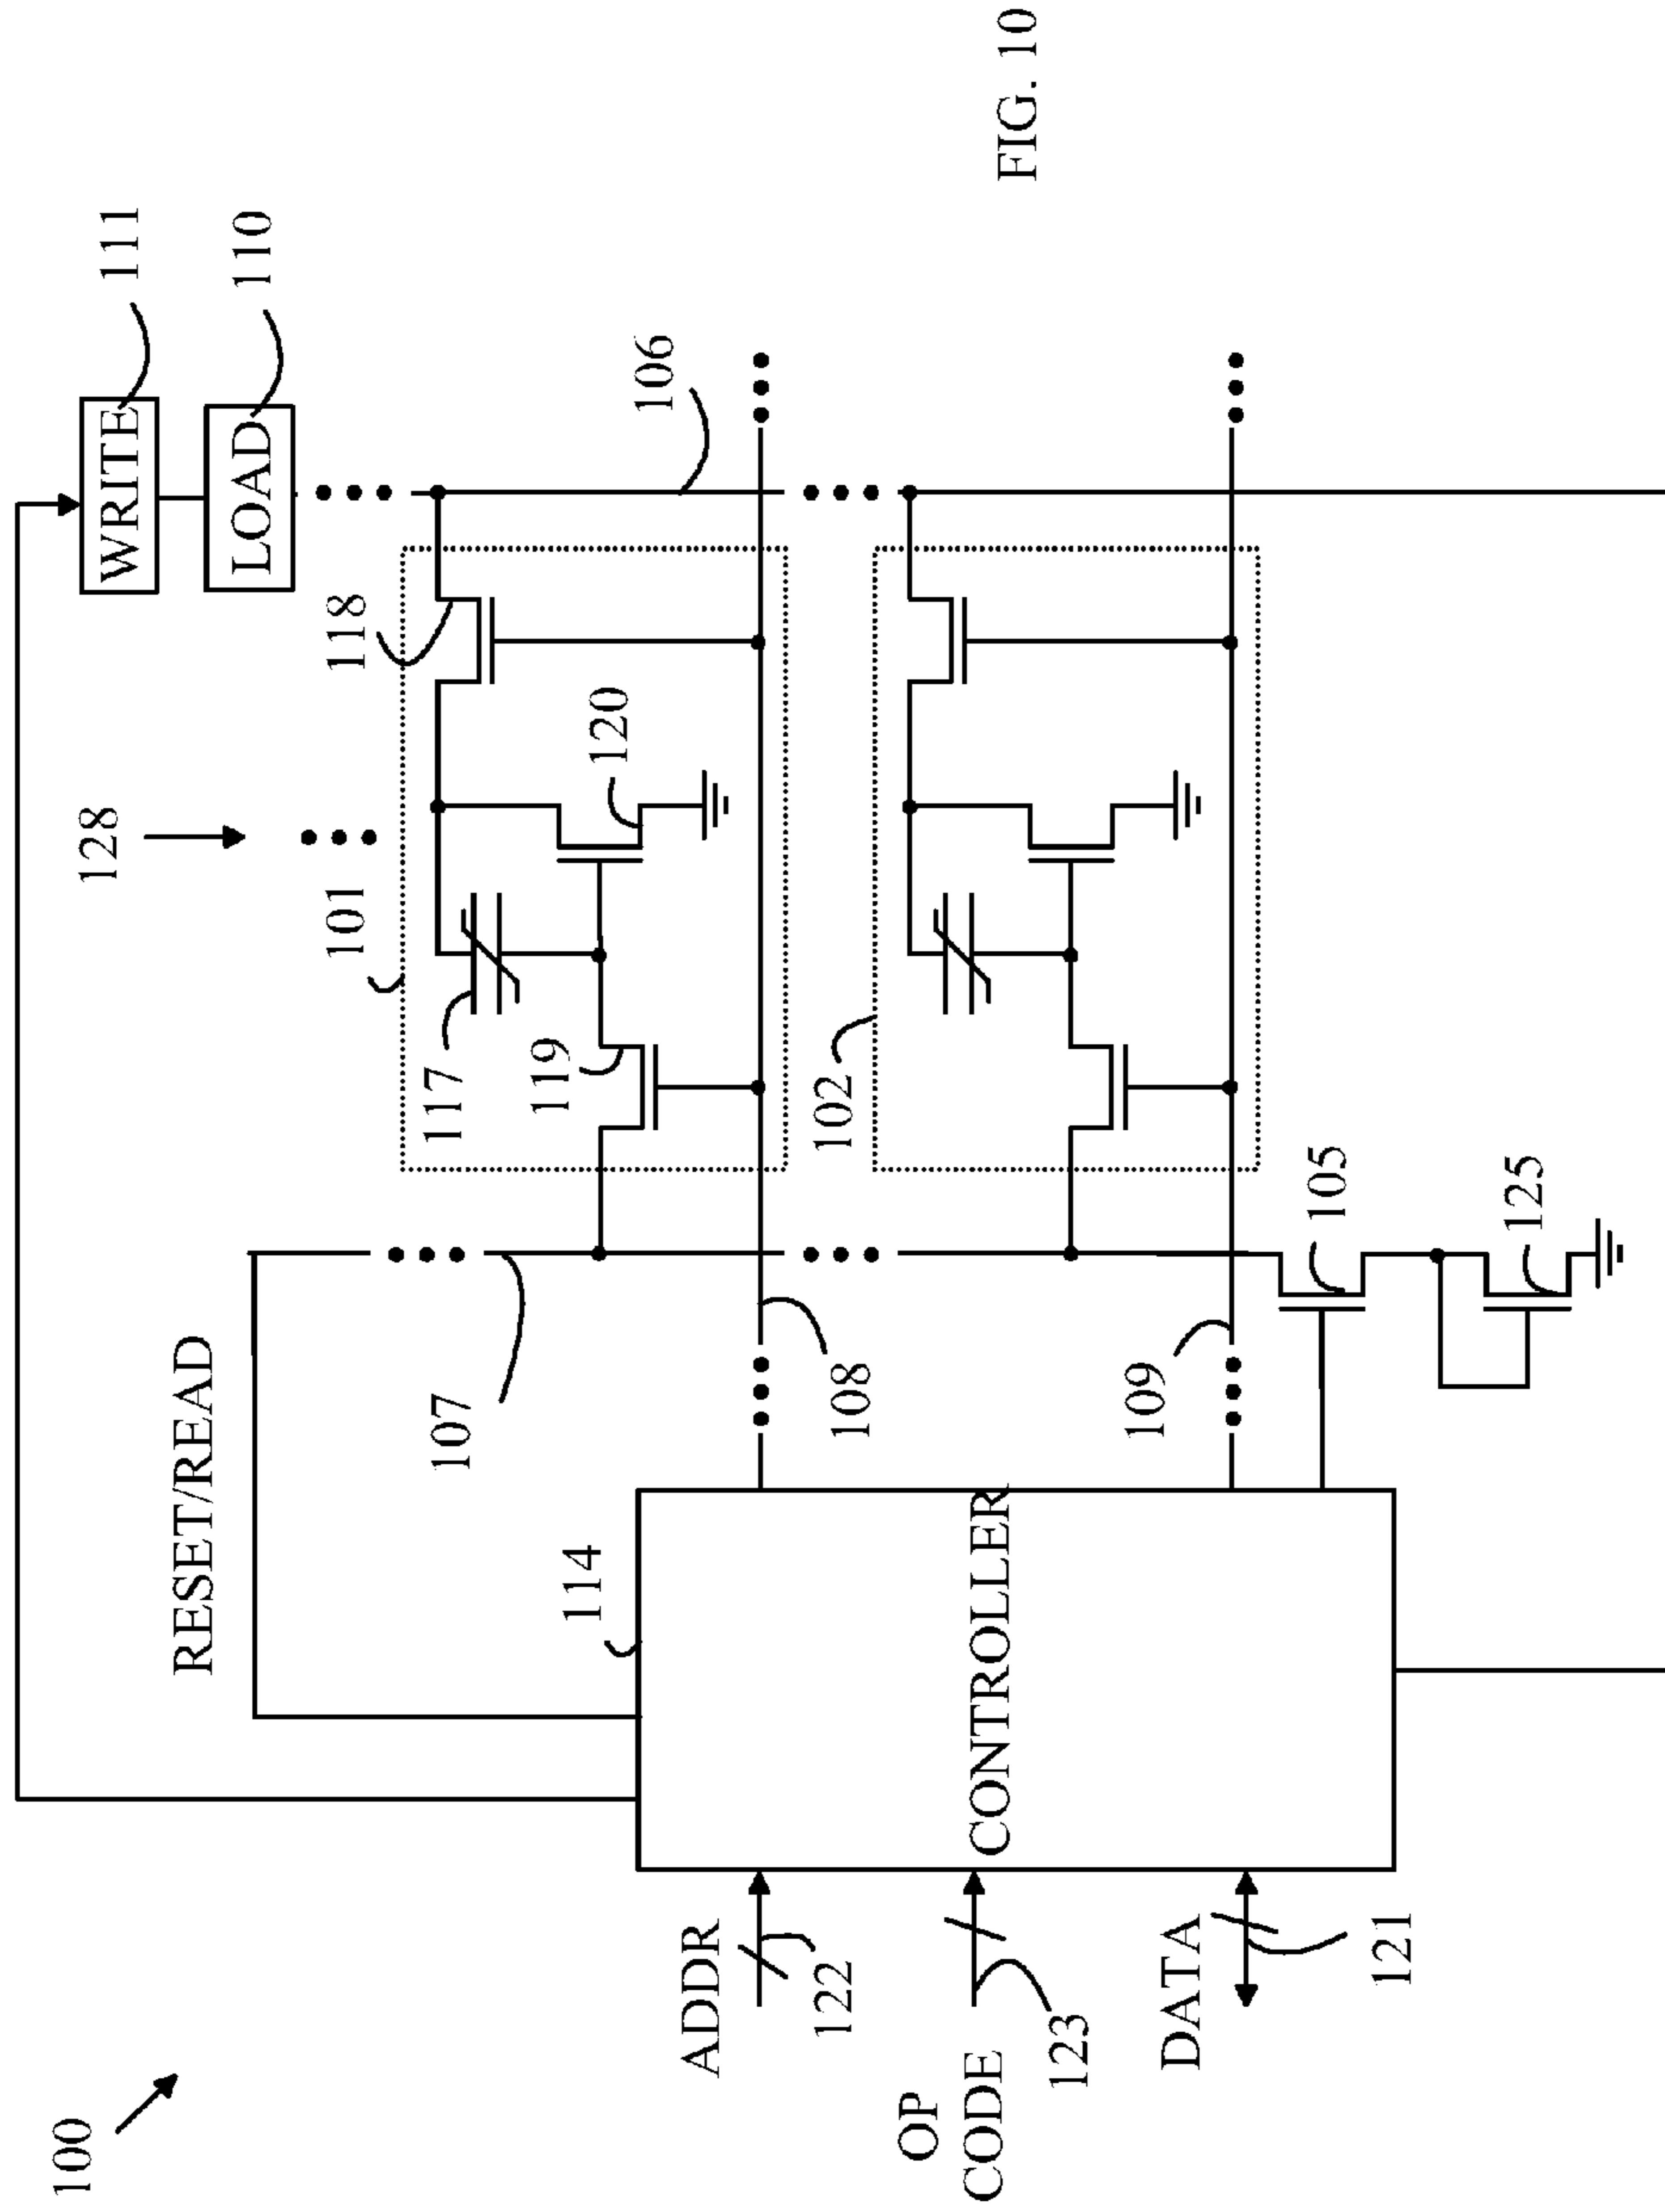 100
128
WRITE
111
LOAD
110
RESET/READ
101
118
107
117
119
120
106
114
ADDR
122
108
102
OP
CODE
123
CONTROLLER
FIG. 10
DATA
121
109
105
125